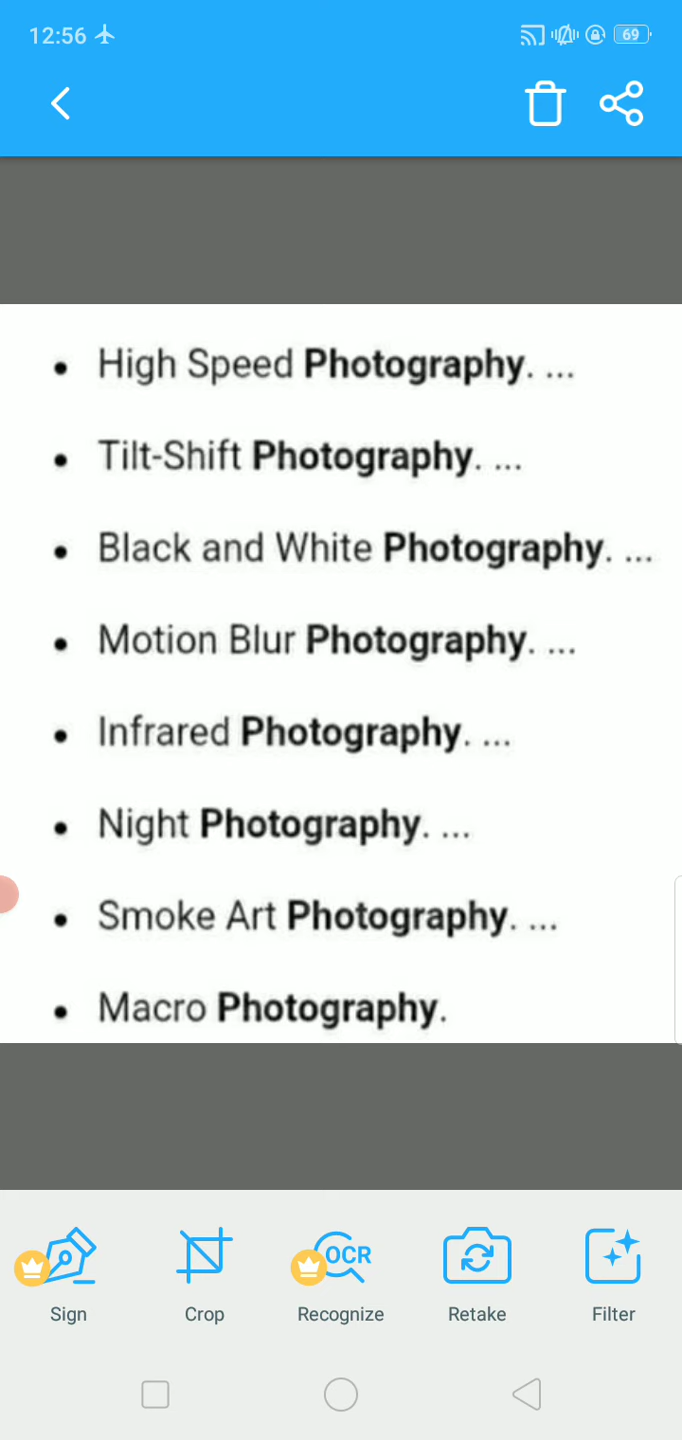 12:56
69
• High Speed Photography. ...
• Tilt-Shift Photography. ...
• Black and White Photography. ...
• Motion Blur Photography. ...
• Infrared Photography. ...
• Night Photography. ...
• Smoke Art Photography. ...
• Macro Photography.
OCR
Sign Crop Recognize Retake Filter